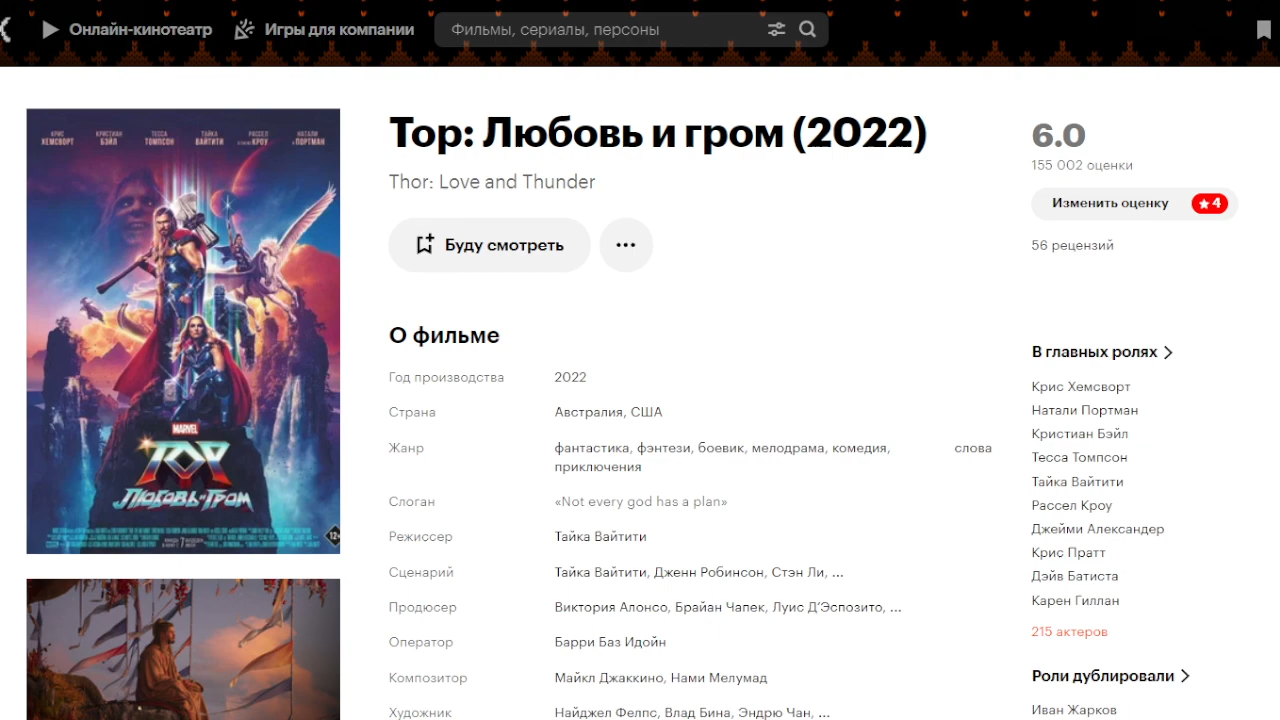 Онлайн-кинотеатр
Игры для компании
Фильмы, сериалы, персоны
КРИС ХЕМСВОРТ
КРИСТИАН БЭЙЛ
ТЕССА ТОМПСОН
ТАЙКА ВАЙТИТИ
РАССЕЛ КРОУ
НАТАЛИ ПОРТМАН
MARVEL
ТОР
ЛЮБОВЬ И ГРОМ
12+
Тор: Любовь и гром (2022)
Thor: Love and Thunder
Буду смотреть
6.0
155 002 оценки
Изменить оценку 4
56 рецензий
О фильме
Год производства 2022
Страна Австралия, США
Жанр фантастика, фэнтези, боевик, мелодрама, комедия, слова
приключения
Слоган «Not every god has a plan»
Режиссер Тайка Вайтити
Сценарий Тайка Вайтити, Дженн Робинсон, Стэн Ли, ...
Продюсер Виктория Алонсо, Брайан Чапек, Луис Д’Эспозито, ...
Оператор Барри Баз Идойн
Композитор Майкл Джаккино, Нами Мелумад
Художник Найджел Фелпс, Влад Бина, Эндрю Чан, ...
В главных ролях
Крис Хемсворт
Натали Портман
Кристиан Бэйл
Тесса Томпсон
Тайка Вайтити
Рассел Кроу
Джейми Александер
Крис Пратт
Дэйв Батиста
Карен Гиллан
215 актеров
Роли дублировали
Иван Жарков